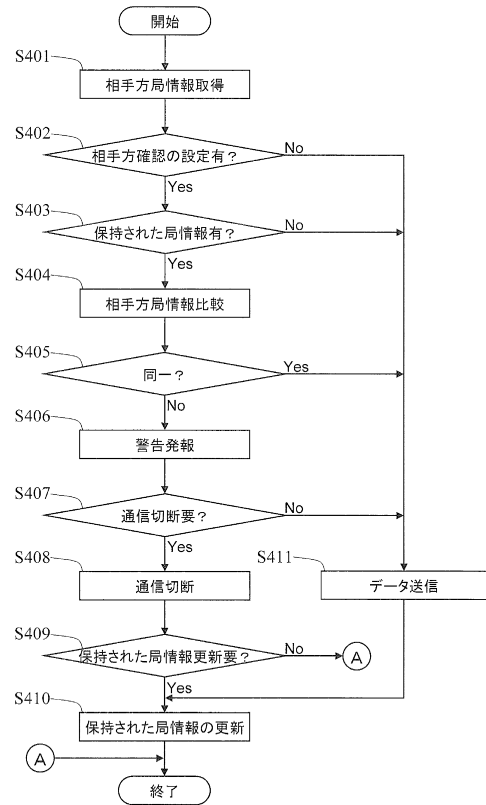 開始
S401
相手方局情報取得
S402
相手方確認の設定有？
No
Yes
S403
保持された局情報有？
No
Yes
S404
相手方局情報比較
S405
同一？
Yes
No
S406
警告発報
S407
通信切断要？
No
Yes
S408
通信切断
S411
データ送信
S409
保持された局情報更新要？
No
A
Yes
S410
保持された局情報の更新
A
終了